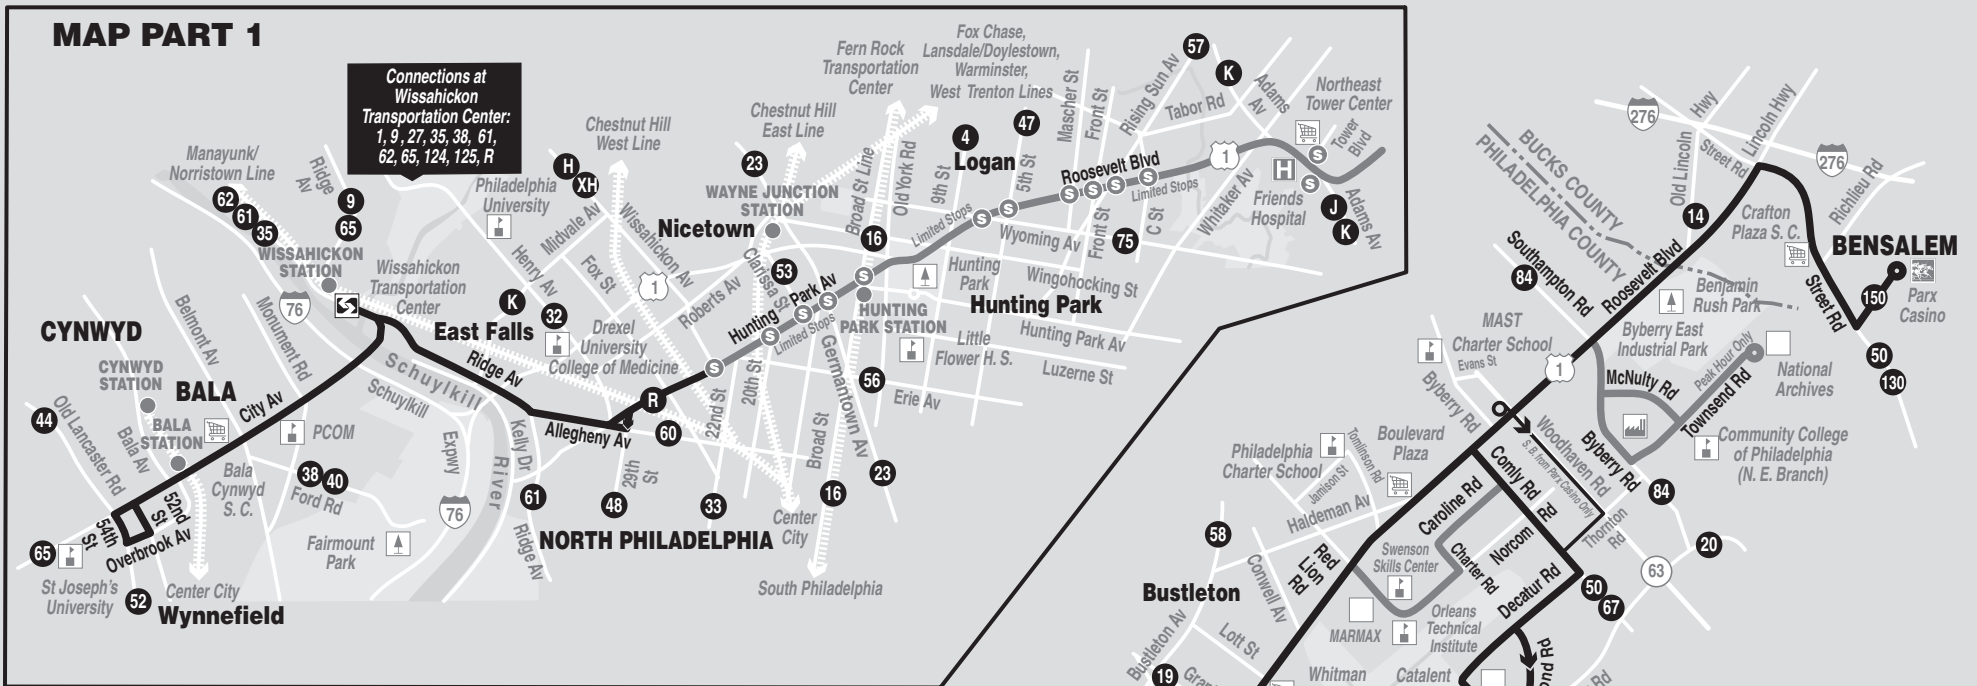 MAP PART 1
Connections at
Wissahickon
Transportation Center:
1, 9 , 27, 35, 38, 61,
62, 65, 124, 125, R
Manayunk/
Norristown Line
Ridge
Av
62
61
35
9
65
WISSAHICKON
STATION
Wissahickon
Transportation
Center
76
Philadelphia
University
H
XH
Chestnut Hill
West Line
Midvale Av
Henry Av
Fox St
Wissahickon Av
1
Roberts Av
K
East Falls
32
Drexel
University
College of Medicine
Ridge Av
Allegheny Av
Schuylkill
River
Schuylkill
Expwy
Kelly Dr
76
61
Ridge Av
CYNWYD
CYNWYD
STATION
BALA
BALA
STATION
Belmont Av
Monument Rd
City Av
44
Old Lancaster Rd
Bala Av
Bala
Cynwyd
S. C.
PCOM
38
40
Ford Rd
Fairmount
Park
54th
St
52nd
St
Overbrook Av
65
St Joseph's
University
52
Center City
Wynnefield
Chestnut Hill
East Line
23
WAYNE JUNCTION
STATION
Nicetown
53
Clarissa St
Hunting Park Av
Limited Stops
R
60
29th
St
48
22nd St
33
20th St
NORTH PHILADELPHIA
Center
City
Broad St
16
South Philadelphia
Germantown Av
56
23
Erie Av
Fern Rock
Transportation
Center
Fox Chase,
Lansdale/Doylestown,
Warminster,
West Trenton Lines
Broad St Line
16
Old York Rd
9th St
4
Logan
47
5th St
Limited Stops
HUNTING
PARK STATION
Hunting
Park
Hunting Park
Little
Flower H. S.
Wyoming Av
Wingohocking St
Hunting Park Av
Luzerne St
Roosevelt Blvd
Limited Stops
Mascher St
Front St
Rising Sun Av
57
K
Tabor Rd
Adams
Av
Front St
75
C St
Whitaker Av
1
Northeast
Tower Center
Tower
Blvd
H
Friends
Hospital
J
K
Adams Av
S
S
S
S
S
S
S
S
S
S
S
S
S
276
Old Lincoln
Hwy
Lincoln Hwy
Street Rd
276
Richlieu Rd
BUCKS COUNTY
PHILADELPHIA COUNTY
14
Crafton
Plaza S. C.
BENSALEM
150
Parx
Casino
Street Rd
50
130
Southampton Rd
84
Roosevelt Blvd
Benjamin
Rush Park
Byberry East
Industrial Park
MAST
Charter School
Evans St
Byberry Rd
1
McNulty Rd
Peak Hour Only
Townsend Rd
National
Archives
Community College
of Philadelphia
(N. E. Branch)
Woodhaven Rd
S. B. from Parx Casino Only
Byberry Rd
84
20
Thornton
Rd
63
Philadelphia
Charter School
Tomlinson Rd
Jamison St
Boulevard
Plaza
Haldeman Av
Caroline Rd
Comly Rd
Norcom
Rd
Charter Rd
Decatur Rd
Swenson
Skills Center
MARMAX
Orleans
Technical
Institute
50
67
58
Red
Lion
Rd
Conwell Av
Bustleton
Bustleton Av
Lott St
19
Whitman
Catalent
ond Rd
Rd